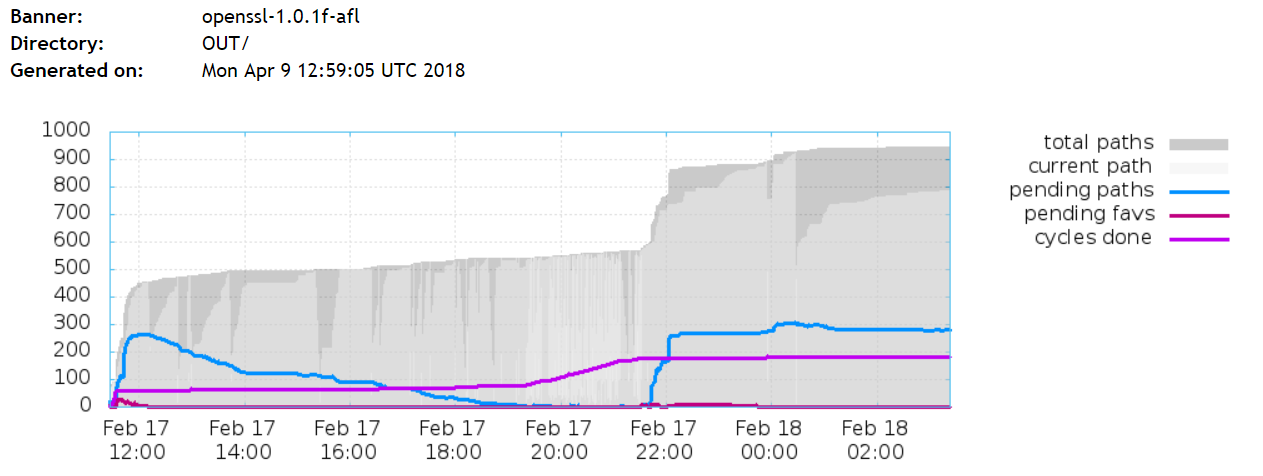 Banner: openssl-1.0.1f-afl
Directory: OUT/
Generated on: Mon Apr 9 12:59:05 UTC 2018
1000
900
800
700
600
500
400
300
200
100
0
Feb 17 Feb 17 Feb 17 Feb 17 Feb 17 Feb 17 Feb 18 Feb 18
12:00 14:00 16:00 18:00 20:00 22:00 00:00 02:00
total paths
current path
pending paths
pending favs
cycles done